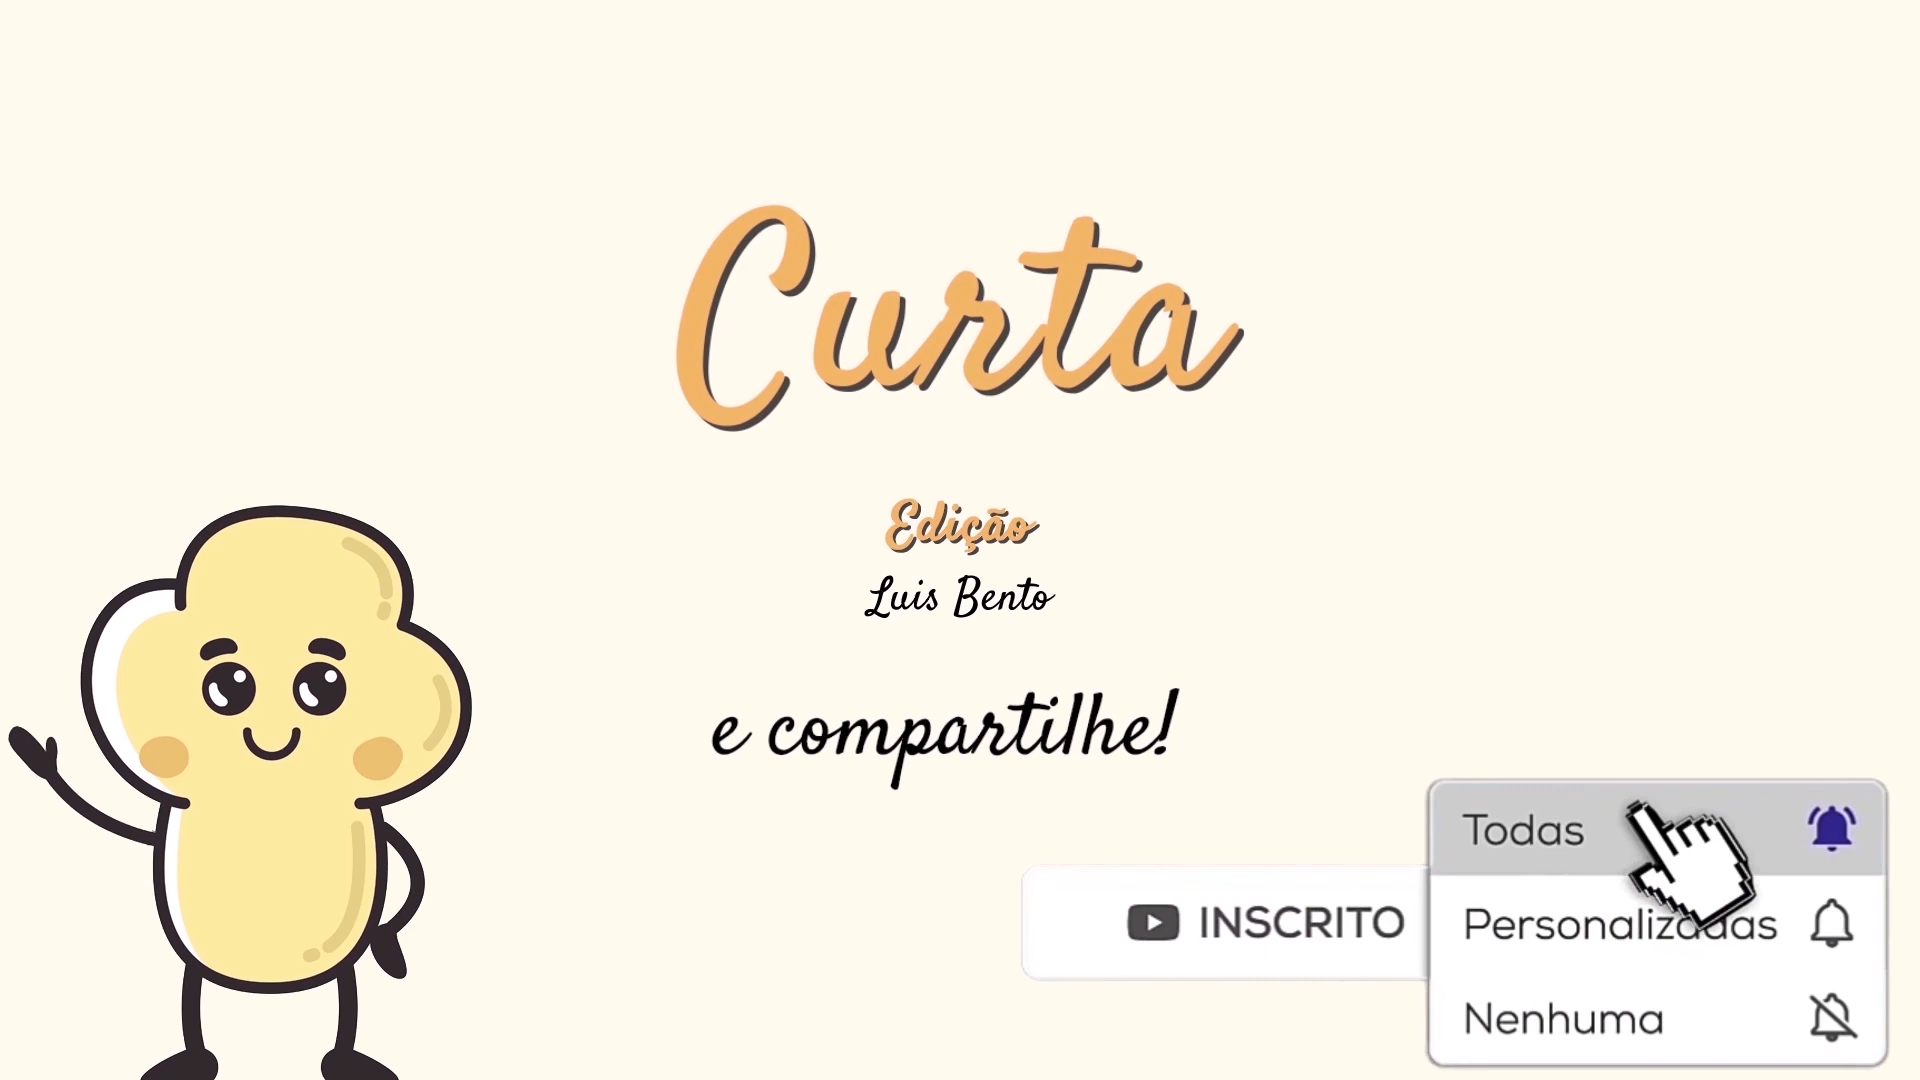 Curta
Edição
Luis Bento
e compartilhe!
INSCRITO
Todas
Personalizadas
Nenhuma